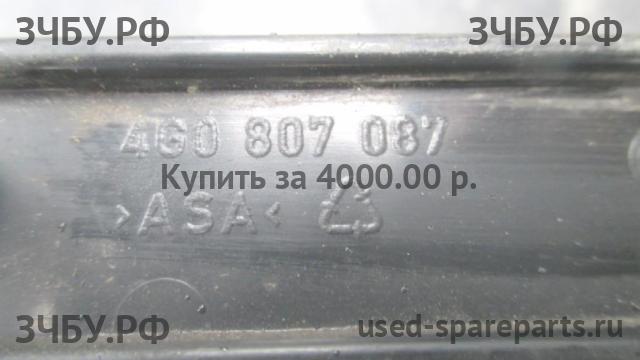 ЗЧБУ.РФ ЗЧБУ.РФ
4G0 807 087
Купить за 4000.00 р.
>ASA<
ЗЧБУ.РФ used-spareparts.ru